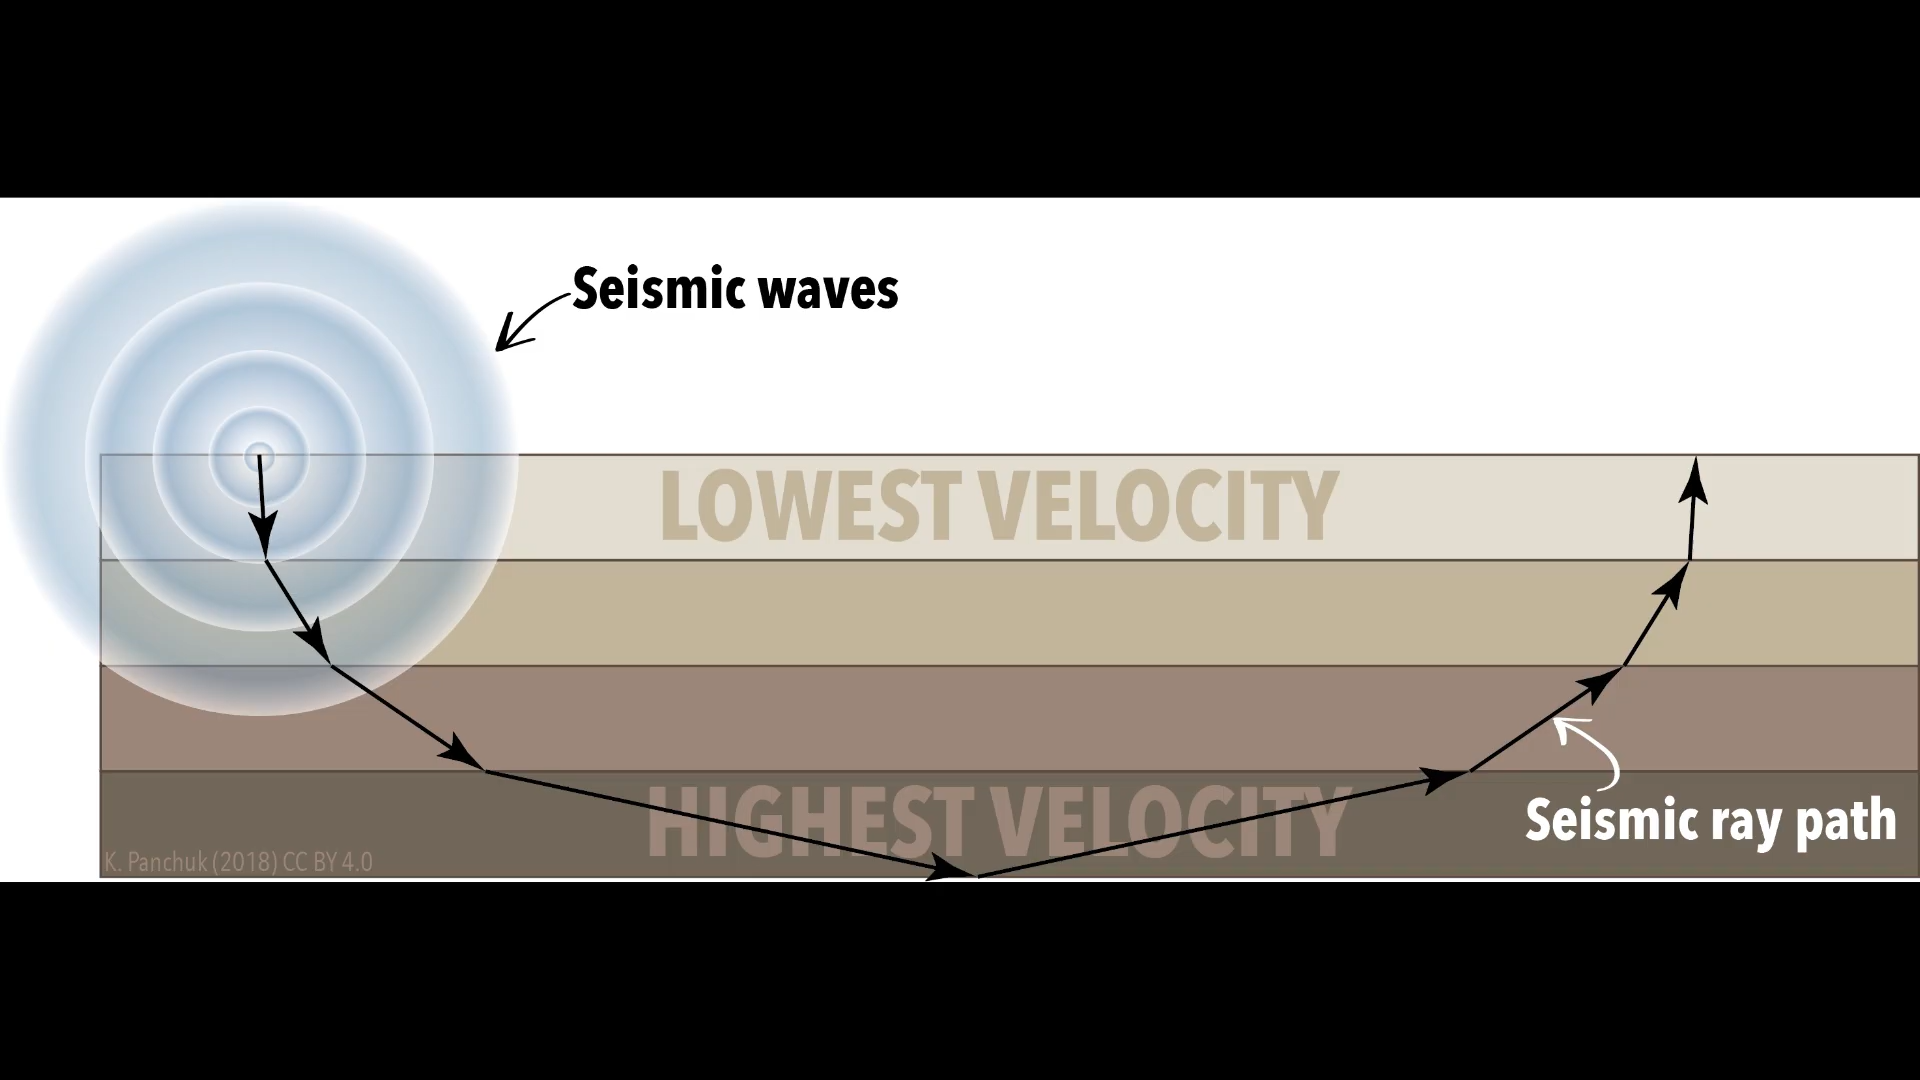 Seismic waves
LOWEST VELOCITY
HIGHEST VELOCITY
Seismic ray path
K. Panchuk (2018) CC BY 4.0